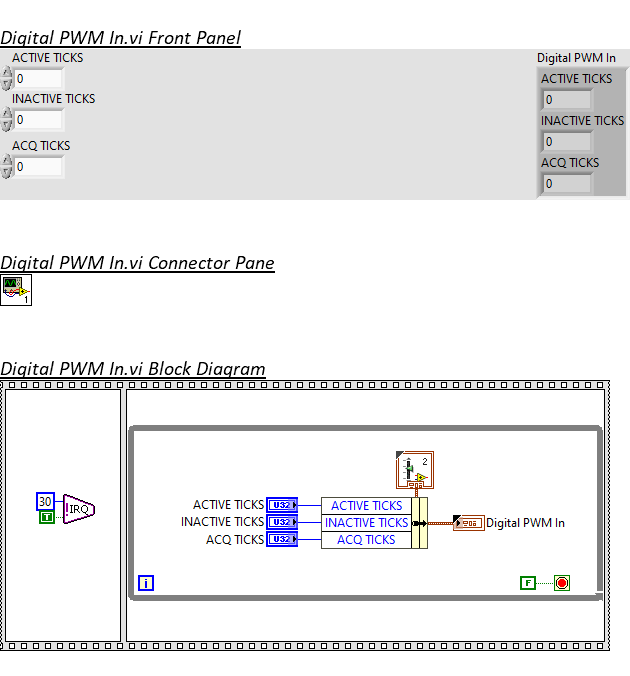 Digital PWM In.vi Front Panel
ACTIVE TICKS
0
INACTIVE TICKS
0
ACQ TICKS
0
Digital PWM In
ACTIVE TICKS
0
INACTIVE TICKS
0
ACQ TICKS
0
Digital PWM In.vi Connector Pane
1
Digital PWM In.vi Block Diagram
30
T
IRQ
2
ACTIVE TICKS U32 ACTIVE TICKS
INACTIVE TICKS U32 INACTIVE TICKS Digital PWM In
ACQ TICKS U32 ACQ TICKS
i
F